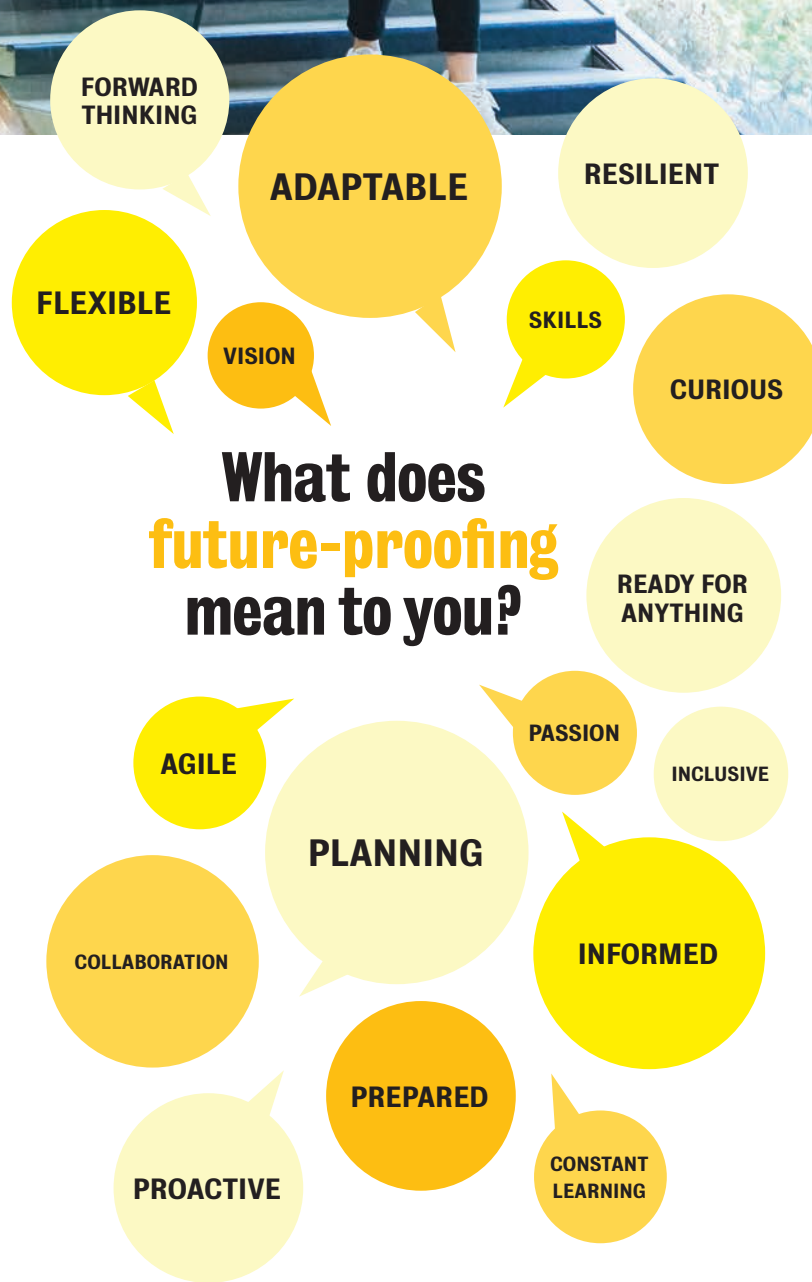 FORWARD
THINKING
ADAPTABLE
RESILIENT
FLEXIBLE
VISION
SKILLS
CURIOUS
What does
future-proofing
mean to you?
READY FOR
ANYTHING
AGILE
PASSION
INCLUSIVE
PLANNING
COLLABORATION
INFORMED
PREPARED
PROACTIVE
CONSTANT
LEARNING